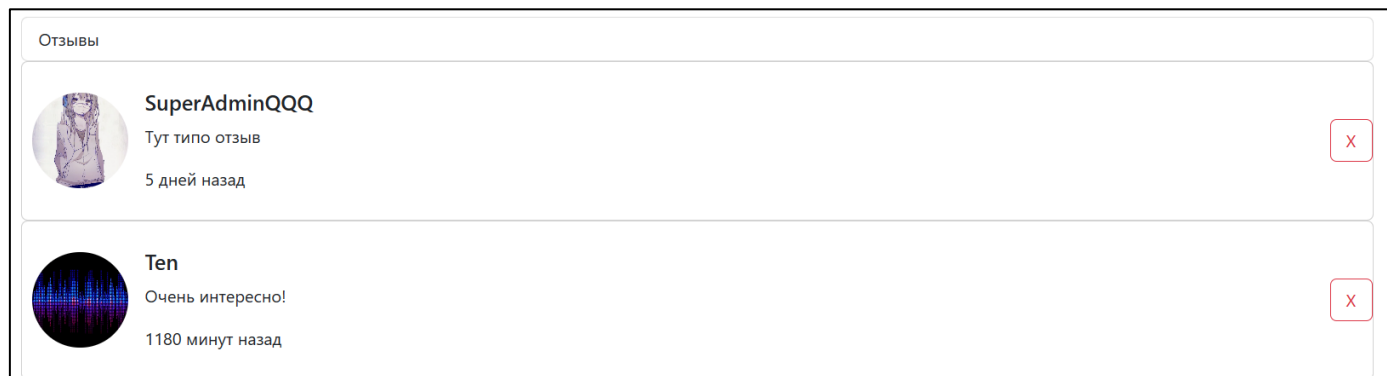 Отзывы
SuperAdminQQQ
Тут типо отзыв
X
5 дней назад
Ten
Очень интересно!
X
1180 минут назад